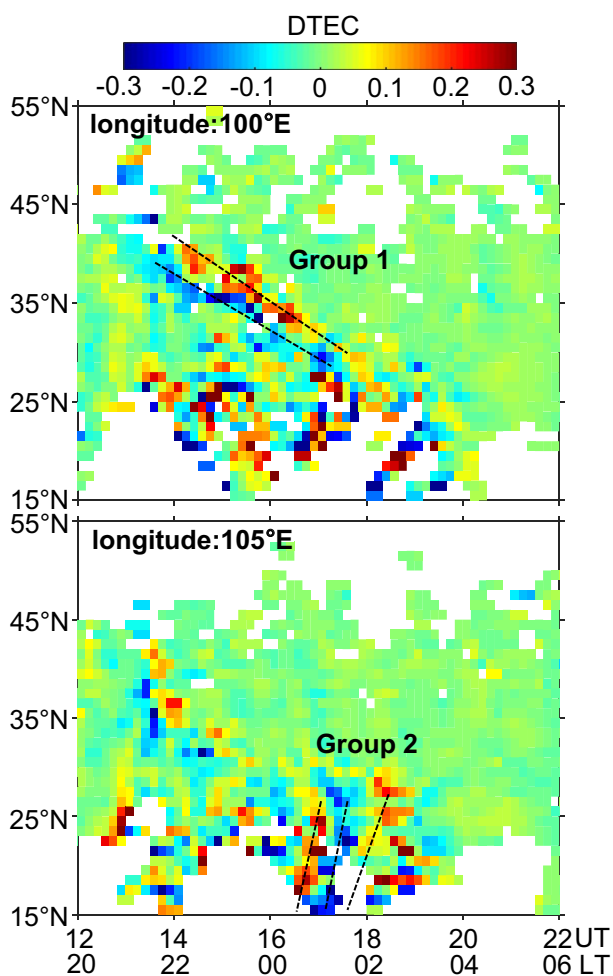 DTEC
-0.3 -0.2 -0.1 0 0.1 0.2 0.3
55°N
longitude:100°E
45°N
Group 1
35°N
25°N
15°N
55°N
longitude:105°E
45°N
35°N
Group 2
25°N
15°N
12 14 16 18 20 22 UT
20 22 00 02 04 06 LT